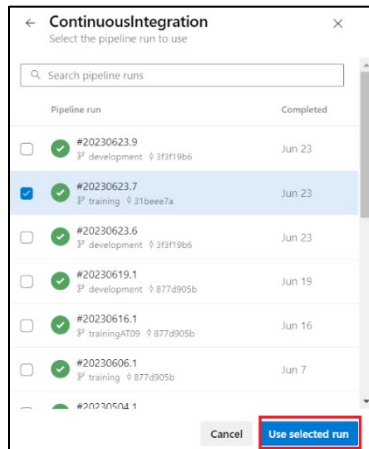 ContinuousIntegration
Select the pipeline run to use
Search pipeline runs
Pipeline run Completed
#20230623.9
development 3f3f19b6 Jun 23
#20230623.7
training 31beee7a Jun 23
#20230623.6
development 3f3f19b6 Jun 23
#20230619.1
development 877d905b Jun 19
#20230616.1
trainingAT09 877d905b Jun 16
#20230606.1
training 877d905b Jun 7
#20230504.1
Cancel Use selected run